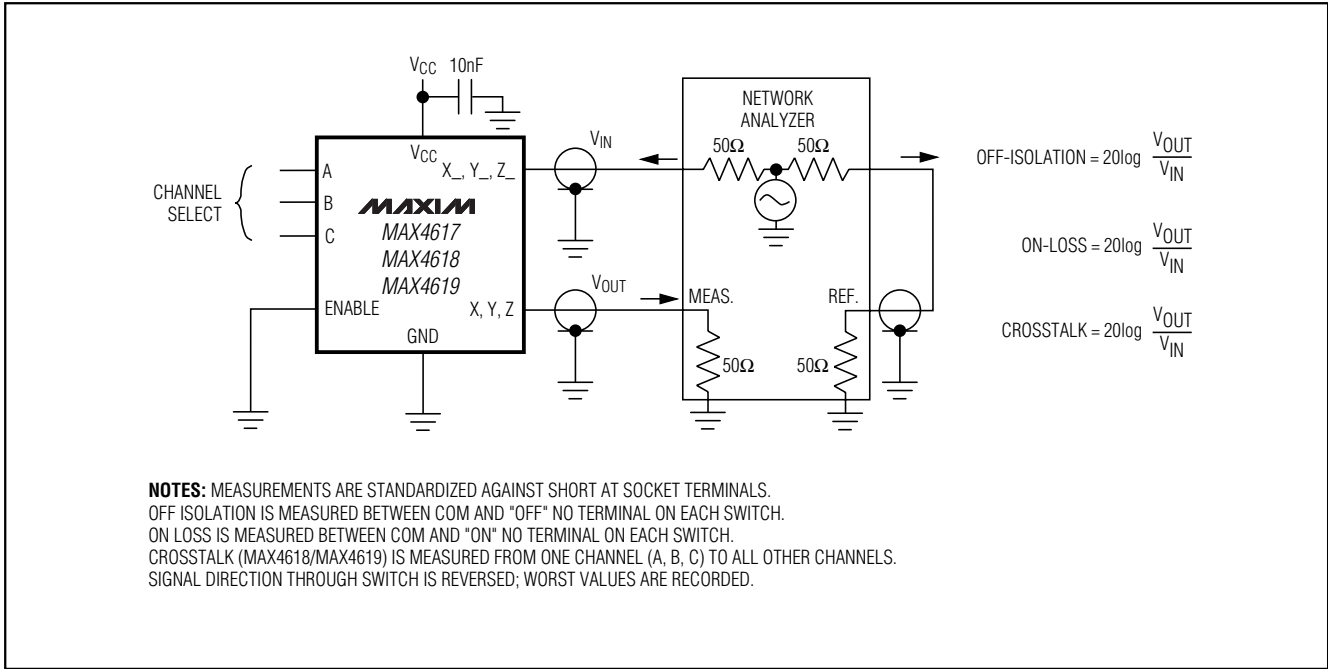 VCC 10nF
NETWORK
ANALYZER
50Ω 50Ω
VIN
VCC
X_, Y_, Z_
CHANNEL
SELECT
A
B
C
MAXIM
MAX4617
MAX4618
MAX4619
ENABLE
X, Y, Z
GND
VOUT
MEAS.
REF.
50Ω 50Ω
OFF-ISOLATION = 20log VOUT
VIN
ON-LOSS = 20log VOUT
VIN
CROSSTALK = 20log VOUT
VIN
NOTES: MEASUREMENTS ARE STANDARDIZED AGAINST SHORT AT SOCKET TERMINALS.
OFF ISOLATION IS MEASURED BETWEEN COM AND "OFF" NO TERMINAL ON EACH SWITCH.
ON LOSS IS MEASURED BETWEEN COM AND "ON" NO TERMINAL ON EACH SWITCH.
CROSSTALK (MAX4618/MAX4619) IS MEASURED FROM ONE CHANNEL (A, B, C) TO ALL OTHER CHANNELS.
SIGNAL DIRECTION THROUGH SWITCH IS REVERSED; WORST VALUES ARE RECORDED.